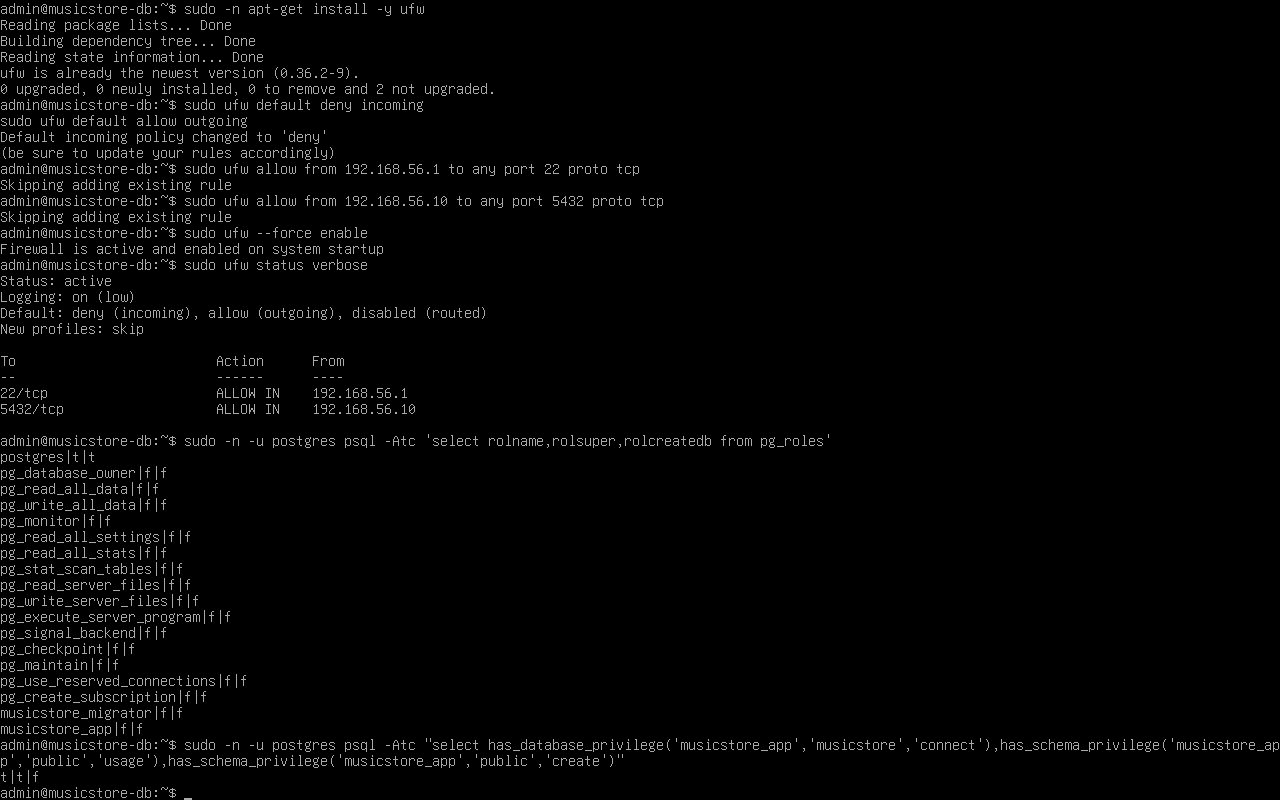 admin@musicstore-db:~$ sudo -n apt-get install -y ufw
Reading package lists... Done
Building dependency tree... Done
Reading state information... Done
ufw is already the newest version (0.36.2-9).
0 upgraded, 0 newly installed, 0 to remove and 2 not upgraded.
admin@musicstore-db:~$ sudo ufw default deny incoming
sudo ufw default allow outgoing
Default incoming policy changed to 'deny'
(be sure to update your rules accordingly)
admin@musicstore-db:~$ sudo ufw allow from 192.168.56.1 to any port 22 proto tcp
Skipping adding existing rule
admin@musicstore-db:~$ sudo ufw allow from 192.168.56.10 to any port 5432 proto tcp
Skipping adding existing rule
admin@musicstore-db:~$ sudo ufw --force enable
Firewall is active and enabled on system startup
admin@musicstore-db:~$ sudo ufw status verbose
Status: active
Logging: on (low)
Default: deny (incoming), allow (outgoing), disabled (routed)
New profiles: skip

To                         Action      From
--                         ------      ----
22/tcp                     ALLOW IN    192.168.56.1
5432/tcp                   ALLOW IN    192.168.56.10

admin@musicstore-db:~$ sudo -n -u postgres psql -Atc 'select rolname,rolsuper,rolcreatedb from pg_roles'
postgres|t|t
pg_database_owner|f|f
pg_read_all_data|f|f
pg_write_all_data|f|f
pg_monitor|f|f
pg_read_all_settings|f|f
pg_read_all_stats|f|f
pg_stat_scan_tables|f|f
pg_read_server_files|f|f
pg_write_server_files|f|f
pg_execute_server_program|f|f
pg_signal_backend|f|f
pg_checkpoint|f|f
pg_maintain|f|f
pg_use_reserved_connections|f|f
pg_create_subscription|f|f
musicstore_migrator|f|f
musicstore_app|f|f
admin@musicstore-db:~$ sudo -n -u postgres psql -Atc "select has_database_privilege('musicstore_app','musicstore','connect'),has_schema_privilege('musicstore_ap
p','public','usage'),has_schema_privilege('musicstore_app','public','create')"
t|t|f
admin@musicstore-db:~$ _